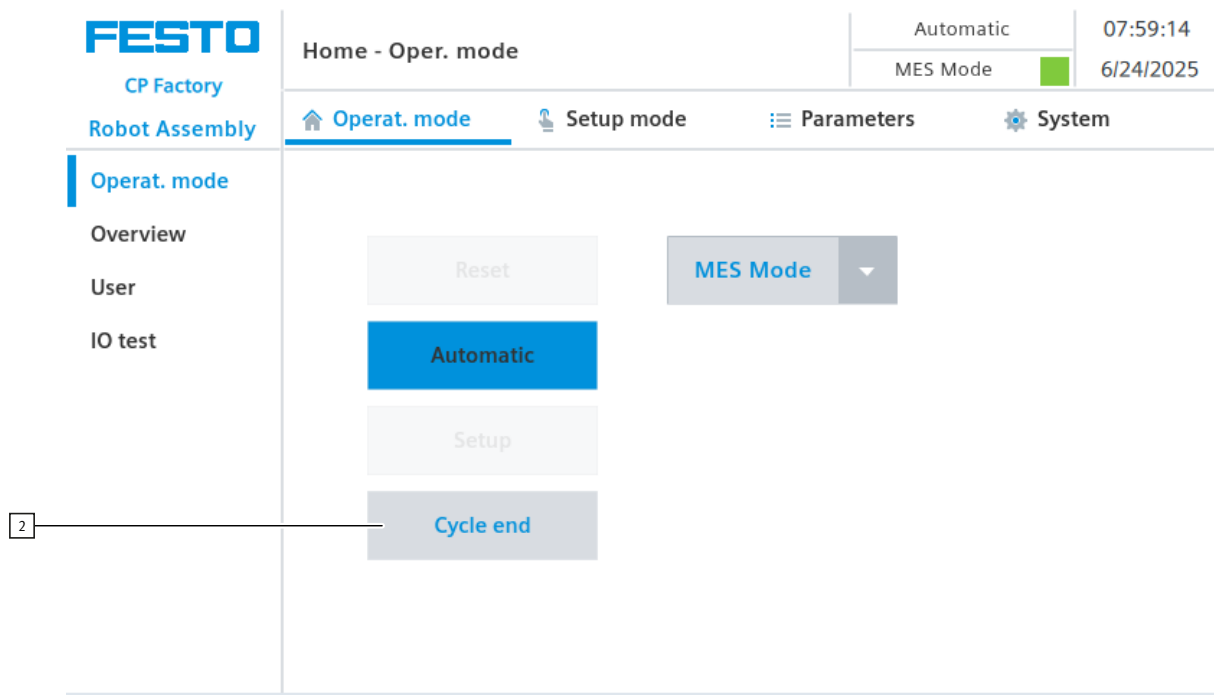 FESTO
CP Factory
Robot Assembly
Home - Oper. mode
Automatic
MES Mode
07:59:14
6/24/2025
Operat. mode
Setup mode
Parameters
System
Operat. mode
Overview
User
IO test
Reset
MES Mode
Automatic
Setup
2
Cycle end